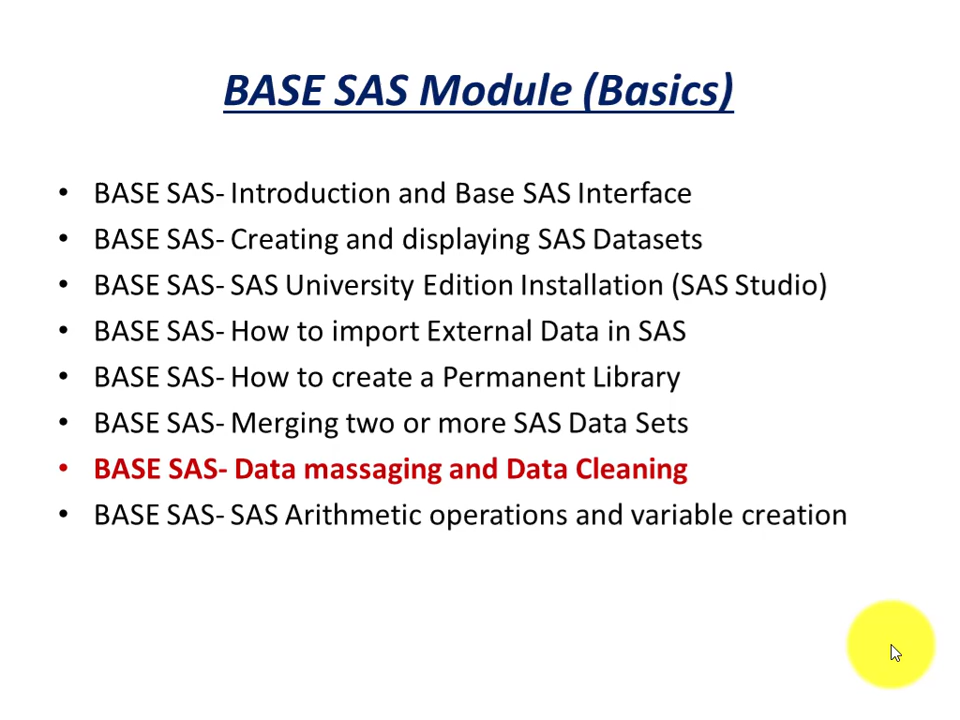 BASE SAS Module (Basics)
• BASE SAS- Introduction and Base SAS Interface
• BASE SAS- Creating and displaying SAS Datasets
• BASE SAS- SAS University Edition Installation (SAS Studio)
• BASE SAS- How to import External Data in SAS
• BASE SAS- How to create a Permanent Library
• BASE SAS- Merging two or more SAS Data Sets
• BASE SAS- Data massaging and Data Cleaning
• BASE SAS- SAS Arithmetic operations and variable creation